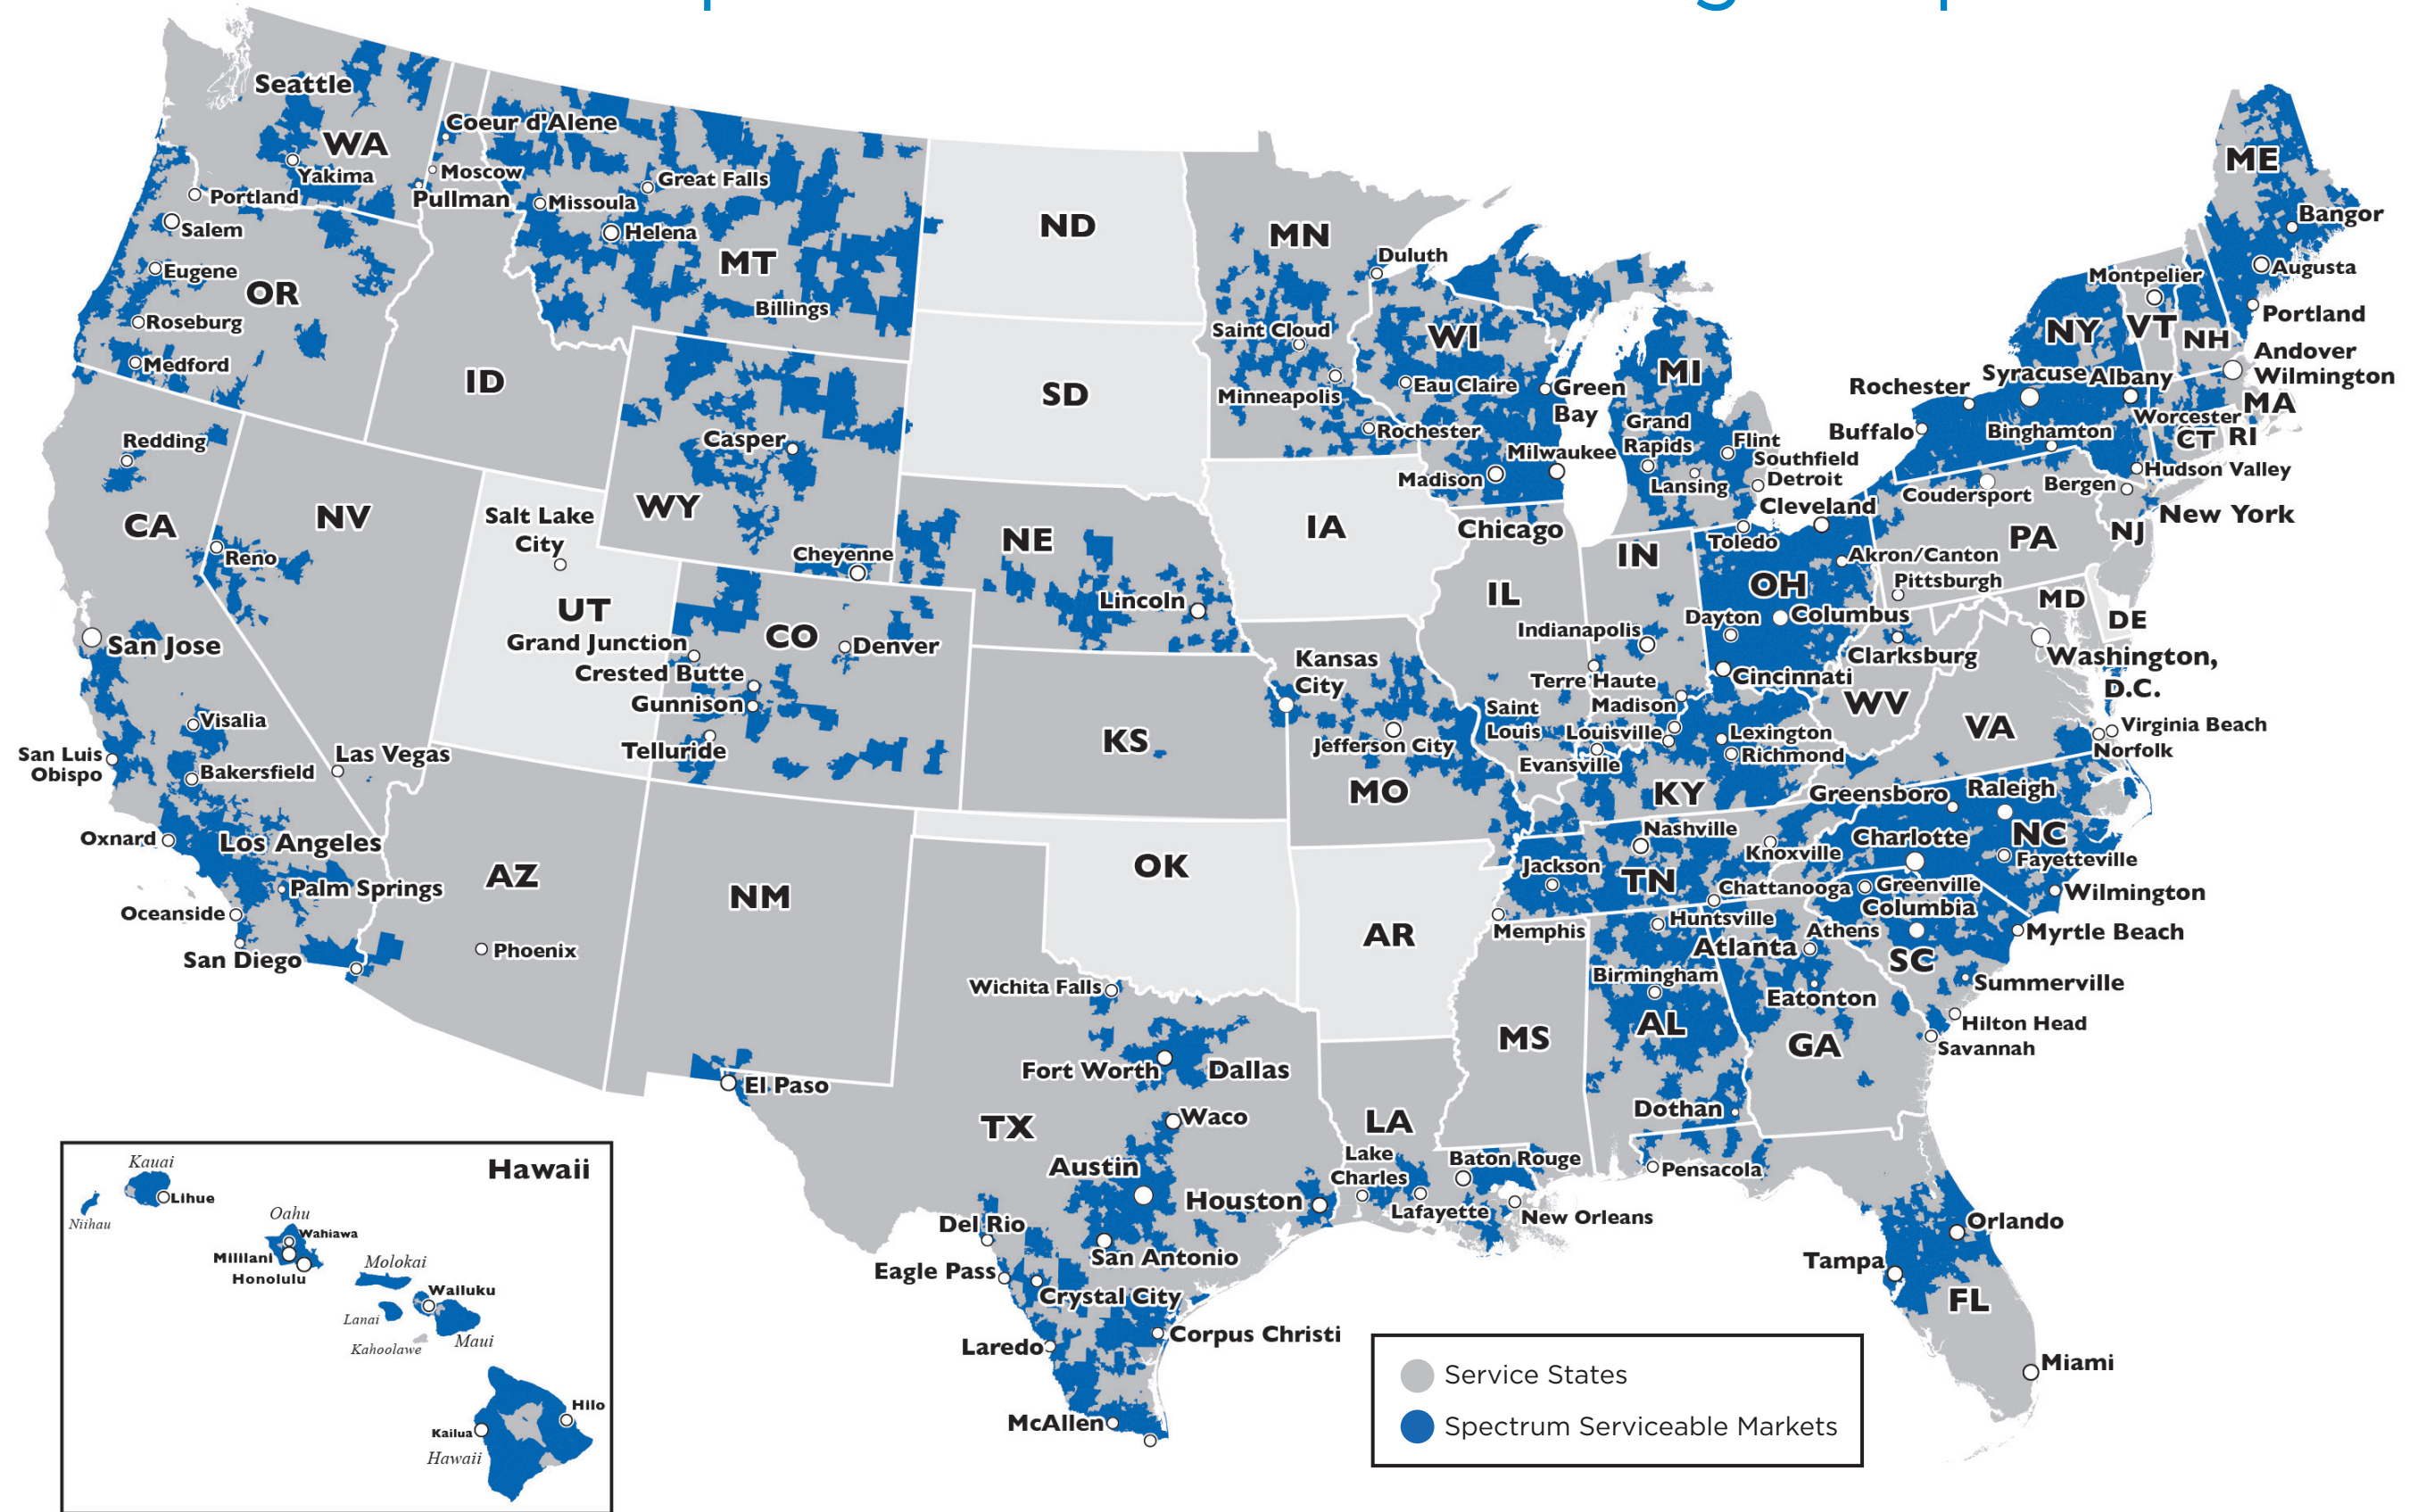 Seattle
WA
Yakima
Coeur d'Alene
Moscow
Pullman
Portland
Salem
Eugene
OR
Roseburg
Medford
Missoula
Great Falls
Helena
MT
Billings
ID
ND
SD
MN
Duluth
Saint Cloud
Minneapolis
Rochester
WI
Eau Claire
Green
Bay
Milwaukee
Madison
MI
Grand
Rapids
Flint
Southfield
Detroit
Lansing
ME
Bangor
Augusta
Portland
Montpelier
VT
NH
NY
Andover
Wilmington
MA
Rochester
Syracuse
Albany
Worcester
CT
RI
Buffalo
Binghamton
Hudson Valley
Coudersport
Bergen
New York
NJ
PA
Pittsburgh
MD
DE
Washington,
D.C.
Cleveland
Toledo
Akron/Canton
OH
Dayton
Columbus
Cincinnati
Clarksburg
WV
VA
Virginia Beach
Norfolk
Redding
CA
NV
Reno
San Jose
Visalia
San Luis
Obispo
Bakersfield
Las Vegas
Oxnard
Los Angeles
Palm Springs
Oceanside
San Diego
Salt Lake
City
UT
WY
Casper
Cheyenne
Grand Junction
CO
Denver
Crested Butte
Gunnison
Telluride
NE
Lincoln
IA
Chicago
IL
IN
Indianapolis
Terre Haute
Madison
Louisville
Evansville
Lexington
Richmond
KY
KS
Kansas
City
Jefferson City
Saint
Louis
MO
AZ
Phoenix
NM
OK
AR
Nashville
Jackson
TN
Knoxville
Chattanooga
Memphis
Greensboro
Raleigh
Charlotte
NC
Fayetteville
Wilmington
Greenville
Columbia
Myrtle Beach
SC
Summerville
Hilton Head
Savannah
Huntsville
Athens
Atlanta
Birmingham
Eatonton
AL
GA
MS
Dothan
Wichita Falls
Fort Worth
Dallas
El Paso
TX
Waco
Austin
Houston
Del Rio
San Antonio
Eagle Pass
Crystal City
Laredo
Corpus Christi
McAllen
LA
Lake
Charles
Baton Rouge
Lafayette
New Orleans
Pensacola
Orlando
Tampa
FL
Miami
Hawaii
Kauai
Lihue
Niihau
Oahu
Wahiawa
Mililani
Honolulu
Molokai
Wailuku
Lanai
Kahoolawe
Maui
Hilo
Kailua
Hawaii
Service States
Spectrum Serviceable Markets